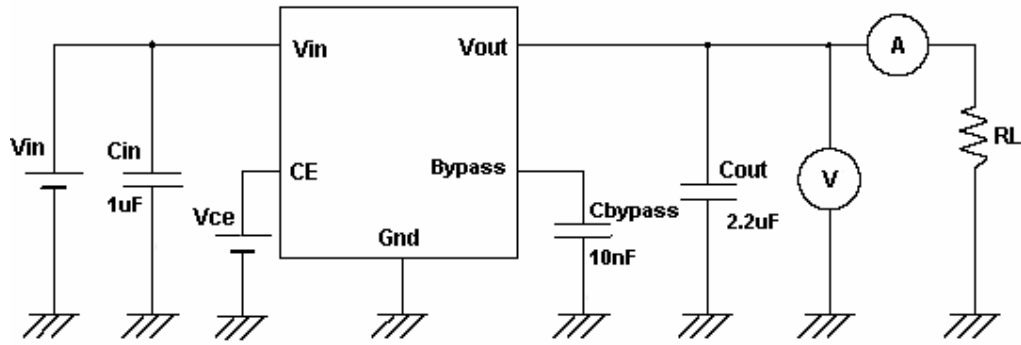 Vin
Vout
A
RL
Vin
Cin
1uF
CE
Bypass
Cout
2.2uF
V
Vce
Cbypass
10nF
Gnd